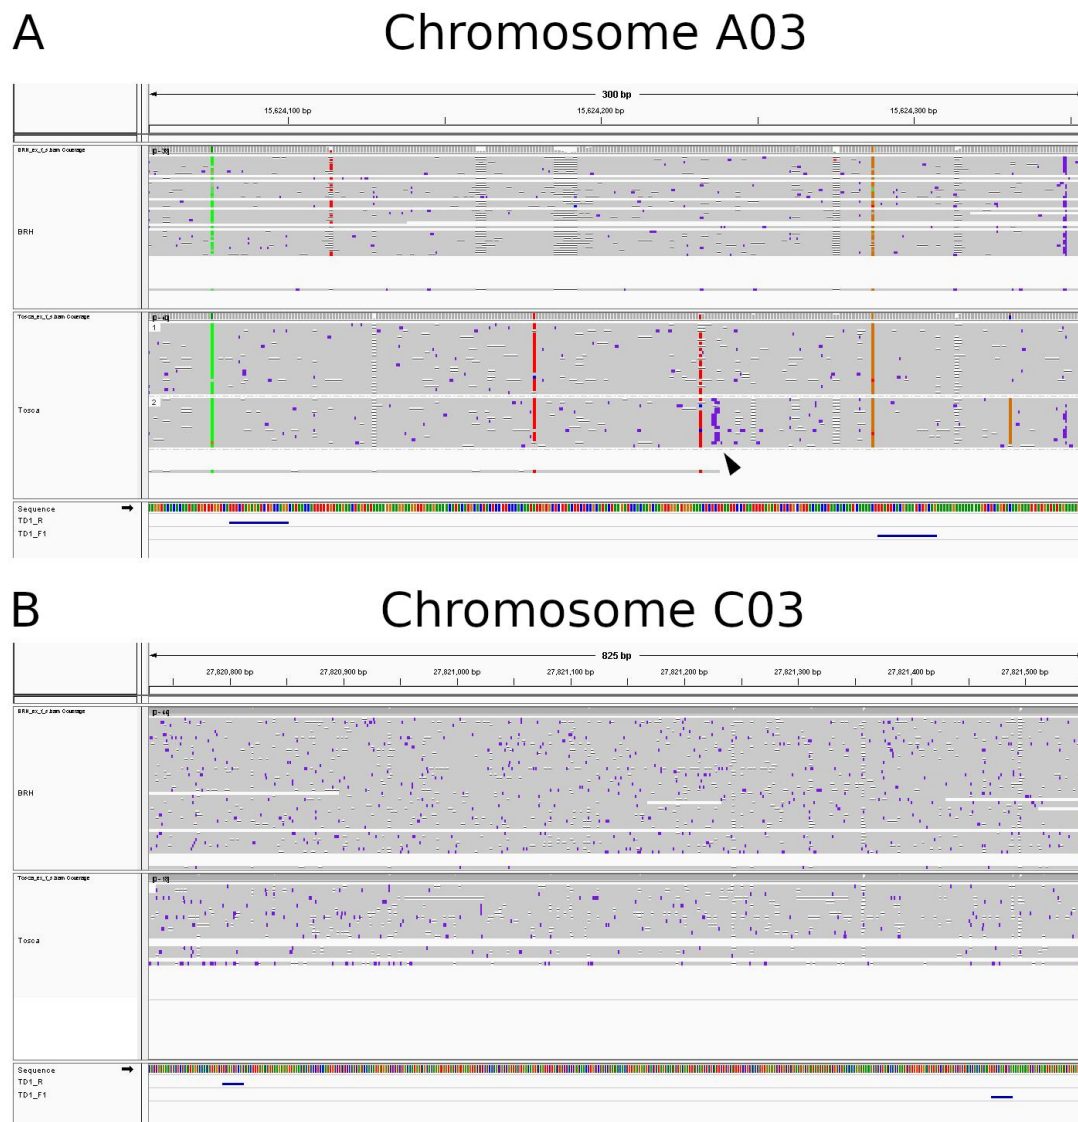 A
Chromosome A03
300 bp
15,624,100 bp
15,624,200 bp
15,624,300 bp
BRH
1
Tosca
2
Sequence
TD1_R
TD1_F1
B
Chromosome C03
825 bp
27,820,800 bp
27,820,900 bp
27,821,000 bp
27,821,100 bp
27,821,200 bp
27,821,300 bp
27,821,400 bp
27,821,500 bp
BRH
Tosca
Sequence
TD1_R
TD1_F1